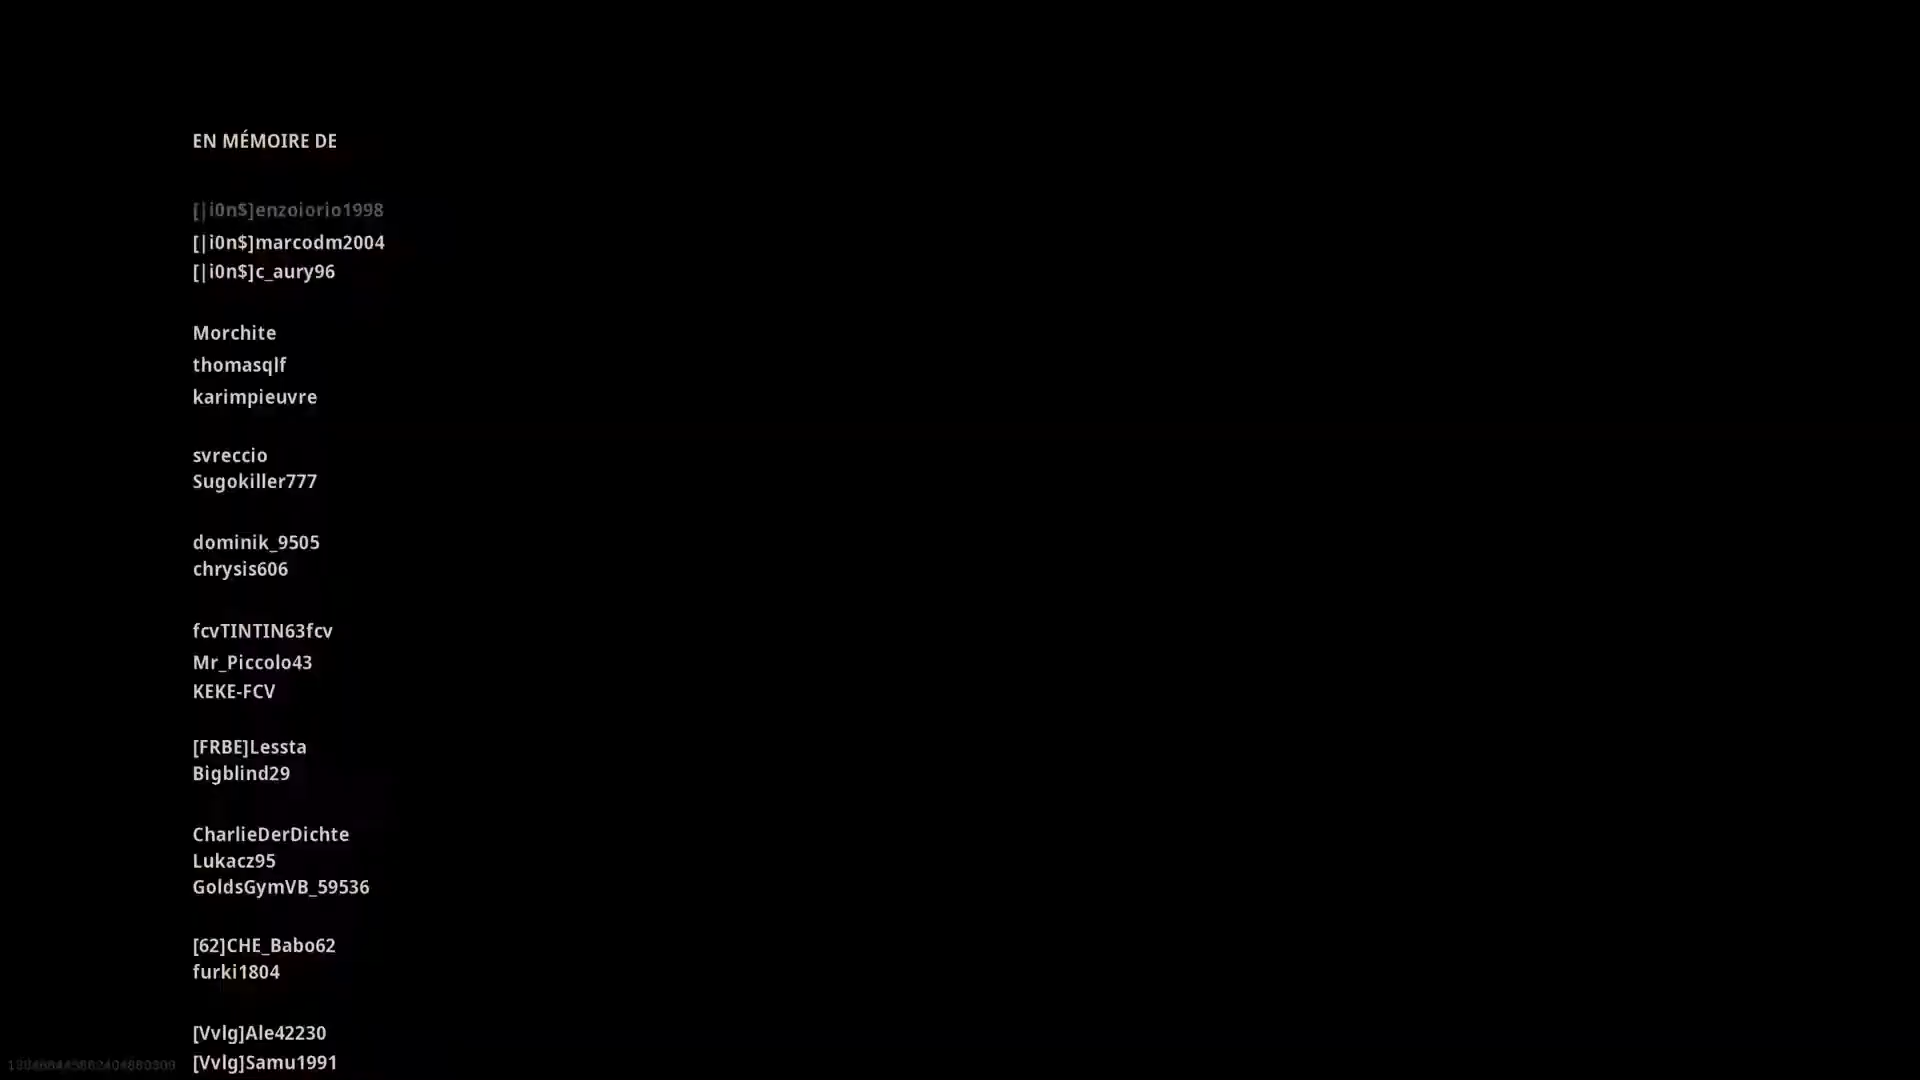 EN MÉMOIRE DE
[|i0n$]enzoiorio1998
[|i0n$]marcodm2004
[|i0n$]c_aury96
Morchite
thomasqlf
karimpieuvre
svreccio
Sugokiller777
dominik_9505
chrysis606
fcvTINTIN63fcv
Mr_Piccolo43
KEKE-FCV
[FRBE]Lessta
Bigblind29
CharlieDerDichte
Lukacz95
GoldsGymVB_59536
[62]CHE_Babo62
furki1804
[Vvlg]Ale42230
[Vvlg]Samu1991